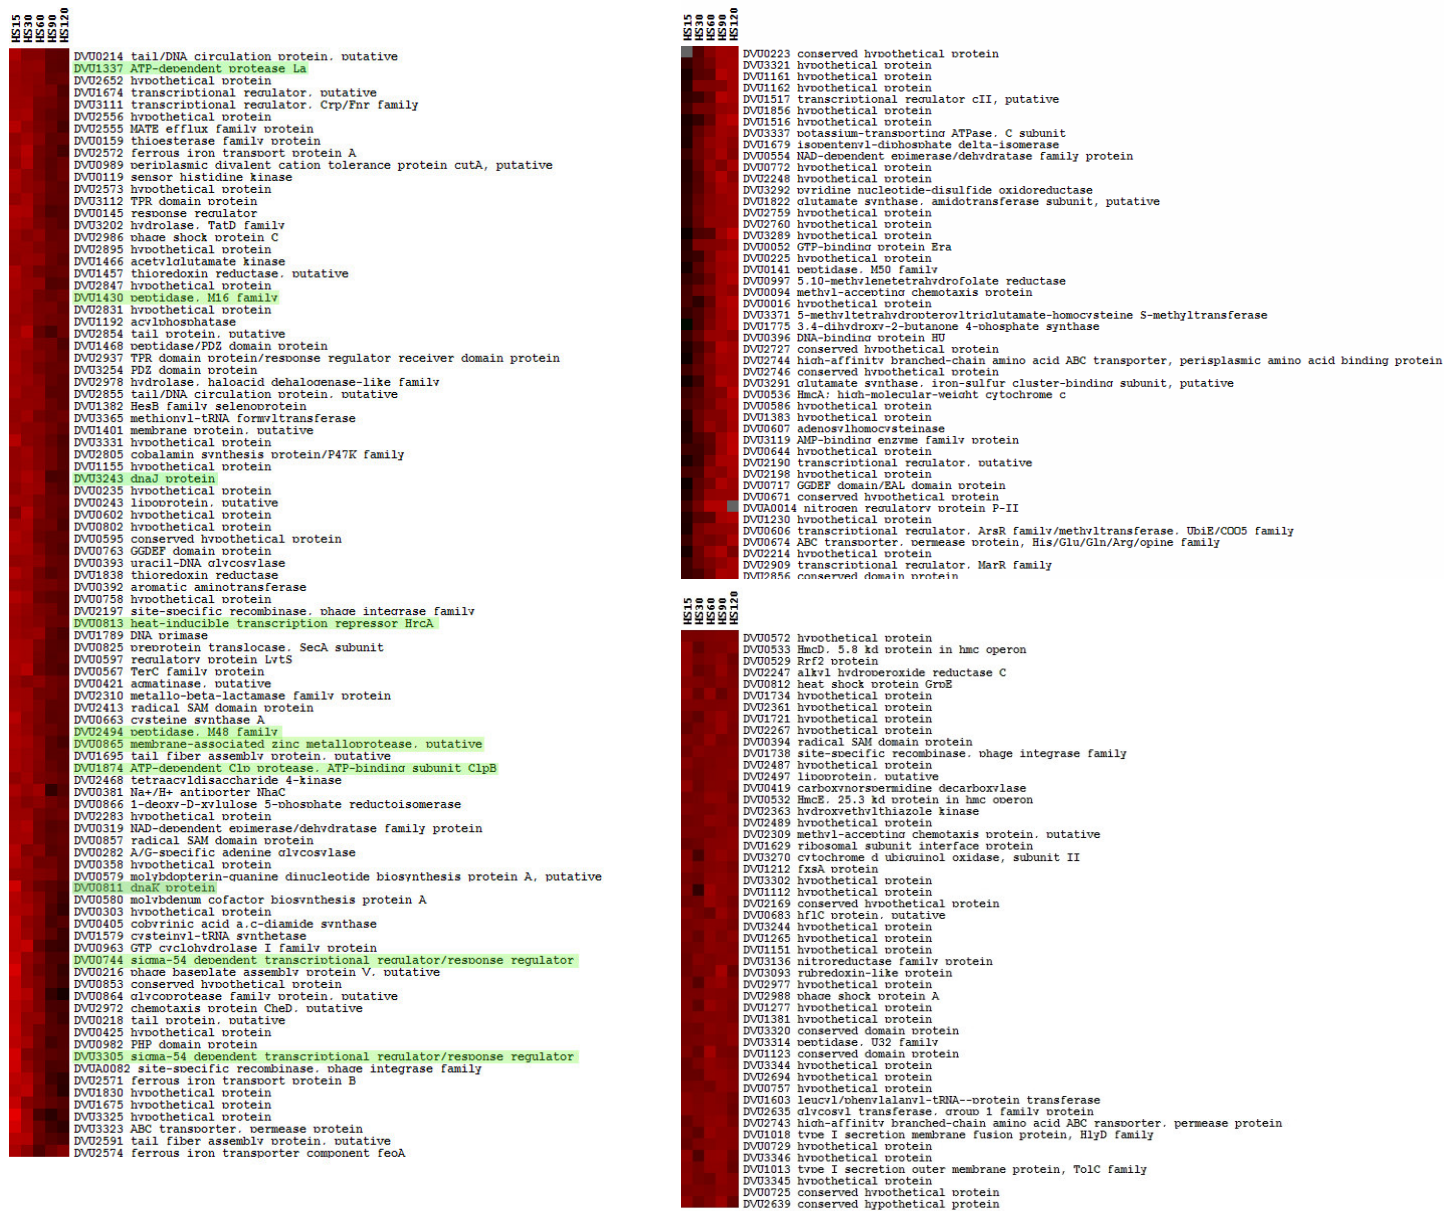 HS15 HS30 HS60 HS90 HS120
DVU0214 tail/DNA circulation protein, putative
DVU1337 ATP-dependent protease La
DVU2652 hypothetical protein
DVU1674 transcriptional regulator, putative
DVU3111 transcriptional regulator, Crp/Fnr family
DVU2556 hypothetical protein
DVU2555 MATE efflux family protein
DVU0159 thioesterase family protein
DVU2572 ferrous iron transport protein A
DVU0989 periplasmic divalent cation tolerance protein cutA, putative
DVU0119 sensor histidine kinase
DVU2573 hypothetical protein
DVU3112 TPR domain protein
DVU0145 response regulator
DVU3202 hydrolase, TatD family
DVU2986 phage shock protein C
DVU2895 hypothetical protein
DVU1466 acetylglutamate kinase
DVU1457 thioredoxin reductase, putative
DVU2847 hypothetical protein
DVU1430 peptidase, M16 family
DVU2831 hypothetical protein
DVU1192 acylphosphatase
DVU2854 tail protein, putative
DVU1468 peptidase/PDZ domain protein
DVU2937 TPR domain protein/response regulator receiver domain protein
DVU3254 PDZ domain protein
DVU2978 hydrolase, haloacid dehalogenase-like family
DVU2855 tail/DNA circulation protein, putative
DVU1382 HesB family selenoprotein
DVU3365 methionyl-tRNA formyltransferase
DVU1401 membrane protein, putative
DVU3331 hypothetical protein
DVU2805 cobalamin synthesis protein/P47K family
DVU1155 hypothetical protein
DVU3243 dnaJ protein
DVU0235 hypothetical protein
DVU0243 lipoprotein, putative
DVU0602 hypothetical protein
DVU0802 hypothetical protein
DVU0595 conserved hypothetical protein
DVU0763 GGDEF domain protein
DVU0393 uracil-DNA glycosylase
DVU1838 thioredoxin reductase
DVU0392 aromatic aminotransferase
DVU0758 hypothetical protein
DVU2197 site-specific recombinase, phage integrase family
DVU0813 heat-inducible transcription repressor HrcA
DVU1789 DNA primase
DVU0825 preprotein translocase, SecA subunit
DVU0597 regulatory protein LytS
DVU0567 TerC family protein
DVU0421 agmatinase, putative
DVU2310 metallo-beta-lactamase family protein
DVU2413 radical SAM domain protein
DVU0663 cysteine synthase A
DVU2494 peptidase, M48 family
DVU0865 membrane-associated zinc metalloprotease, putative
DVU1695 tail fiber assembly protein, putative
DVU1874 ATP-dependent Clp protease, ATP-binding subunit ClpB
DVU2468 tetraacyldisaccharide 4-kinase
DVU0381 Na+/H+ antiporter NhaC
DVU0866 1-deoxy-D-xylulose 5-phosphate reductoisomerase
DVU2283 hypothetical protein
DVU0319 NAD-dependent epimerase/dehydratase family protein
DVU0857 radical SAM domain protein
DVU0282 A/G-specific adenine glycosylase
DVU0358 hypothetical protein
DVU0579 molybdopterin-guanine dinucleotide biosynthesis protein A, putative
DVU0811 dnaK protein
DVU0580 molybdenum cofactor biosynthesis protein A
DVU0303 hypothetical protein
DVU0405 cobyrinic acid a,c-diamide synthase
DVU1579 cysteinyl-tRNA synthetase
DVU0963 GTP cyclohydrolase I family protein
DVU0744 sigma-54 dependent transcriptional regulator/response regulator
DVU0216 phage baseplate assembly protein V, putative
DVU0853 conserved hypothetical protein
DVU0864 glycoprotease family protein, putative
DVU2972 chemotaxis protein CheD, putative
DVU0218 tail protein, putative
DVU0425 hypothetical protein
DVU0982 PHP domain protein
DVU3305 sigma-54 dependent transcriptional regulator/response regulator
DVUA0082 site-specific recombinase, phage integrase family
DVU2571 ferrous iron transport protein B
DVU1830 hypothetical protein
DVU1675 hypothetical protein
DVU3325 hypothetical protein
DVU3323 ABC transporter, permease protein
DVU2591 tail fiber assembly protein, putative
DVU2574 ferrous iron transporter component feoA
HS15 HS30 HS60 HS90 HS120
DVU0223 conserved hypothetical protein
DVU3321 hypothetical protein
DVU1161 hypothetical protein
DVU1162 hypothetical protein
DVU1517 transcriptional regulator cII, putative
DVU1856 hypothetical protein
DVU1516 hypothetical protein
DVU3337 potassium-transporting ATPase, C subunit
DVU1679 isopentenyl-diphosphate delta-isomerase
DVU0554 NAD-dependent epimerase/dehydratase family protein
DVU0772 hypothetical protein
DVU2248 hypothetical protein
DVU3292 pyridine nucleotide-disulfide oxidoreductase
DVU1822 glutamate synthase, amidotransferase subunit, putative
DVU2759 hypothetical protein
DVU2760 hypothetical protein
DVU3289 hypothetical protein
DVU0052 GTP-binding protein Era
DVU0225 hypothetical protein
DVU0141 peptidase, M50 family
DVU0997 5,10-methylenetetrahydrofolate reductase
DVU0094 methyl-accepting chemotaxis protein
DVU0016 hypothetical protein
DVU3371 5-methyltetrahydropteroyltriglutamate-homocysteine S-methyltransferase
DVU1775 3,4-dihydroxy-2-butanone 4-phosphate synthase
DVU0396 DNA-binding protein HU
DVU2727 conserved hypothetical protein
DVU2744 high-affinity branched-chain amino acid ABC transporter, perisplasmic amino acid binding protein
DVU2746 conserved hypothetical protein
DVU3291 glutamate synthase, iron-sulfur cluster-binding subunit, putative
DVU0536 HmcA; high-molecular-weight cytochrome c
DVU0586 hypothetical protein
DVU1383 hypothetical protein
DVU0607 adenosylhomocysteinase
DVU3119 AMP-binding enzyme family protein
DVU0644 hypothetical protein
DVU2190 transcriptional regulator, putative
DVU2198 hypothetical protein
DVU0717 GGDEF domain/EAL domain protein
DVU0671 conserved hypothetical protein
DVUA0014 nitrogen regulatory protein P-II
DVU1230 hypothetical protein
DVU0606 transcriptional regulator, ArsR family/methyltransferase, UbiE/COQ5 family
DVU0674 ABC transporter, permease protein, His/Glu/Gln/Arg/opine family
DVU2214 hypothetical protein
DVU2909 transcriptional regulator, MarR family
DVU2856 conserved domain protein
HS15 HS30 HS60 HS90 HS120
DVU0572 hypothetical protein
DVU0533 HmcD, 5.8 kd protein in hmc operon
DVU0529 Rrf2 protein
DVU2247 alkyl hydroperoxide reductase C
DVU0812 heat shock protein GrpE
DVU1734 hypothetical protein
DVU2361 hypothetical protein
DVU1721 hypothetical protein
DVU2267 hypothetical protein
DVU0394 radical SAM domain protein
DVU1738 site-specific recombinase, phage integrase family
DVU2487 hypothetical protein
DVU2497 lipoprotein, putative
DVU0419 carboxynorspermidine decarboxylase
DVU0532 HmcE, 25.3 kd protein in hmc operon
DVU2363 hydroxyethylthiazole kinase
DVU2489 hypothetical protein
DVU2309 methyl-accepting chemotaxis protein, putative
DVU1629 ribosomal subunit interface protein
DVU3270 cytochrome d ubiquinol oxidase, subunit II
DVU1212 fxsA protein
DVU3302 hypothetical protein
DVU1112 hypothetical protein
DVU2169 conserved hypothetical protein
DVU0683 hflC protein, putative
DVU3244 hypothetical protein
DVU1265 hypothetical protein
DVU1151 hypothetical protein
DVU3136 nitroreductase family protein
DVU3093 rubredoxin-like protein
DVU2977 hypothetical protein
DVU2988 phage shock protein A
DVU1277 hypothetical protein
DVU1381 hypothetical protein
DVU3320 conserved domain protein
DVU3314 peptidase, U32 family
DVU1123 conserved domain protein
DVU3344 hypothetical protein
DVU2694 hypothetical protein
DVU0757 hypothetical protein
DVU1603 leucyl/phenylalanyl-tRNA--protein transferase
DVU2635 glycosyl transferase, group 1 family protein
DVU2743 high-affinity branched-chain amino acid ABC ransporter, permease protein
DVU1018 type I secretion membrane fusion protein, HlyD family
DVU0729 hypothetical protein
DVU3346 hypothetical protein
DVU1013 type I secretion outer membrane protein, TolC family
DVU3345 hypothetical protein
DVU0725 conserved hypothetical protein
DVU2639 conserved hypothetical protein